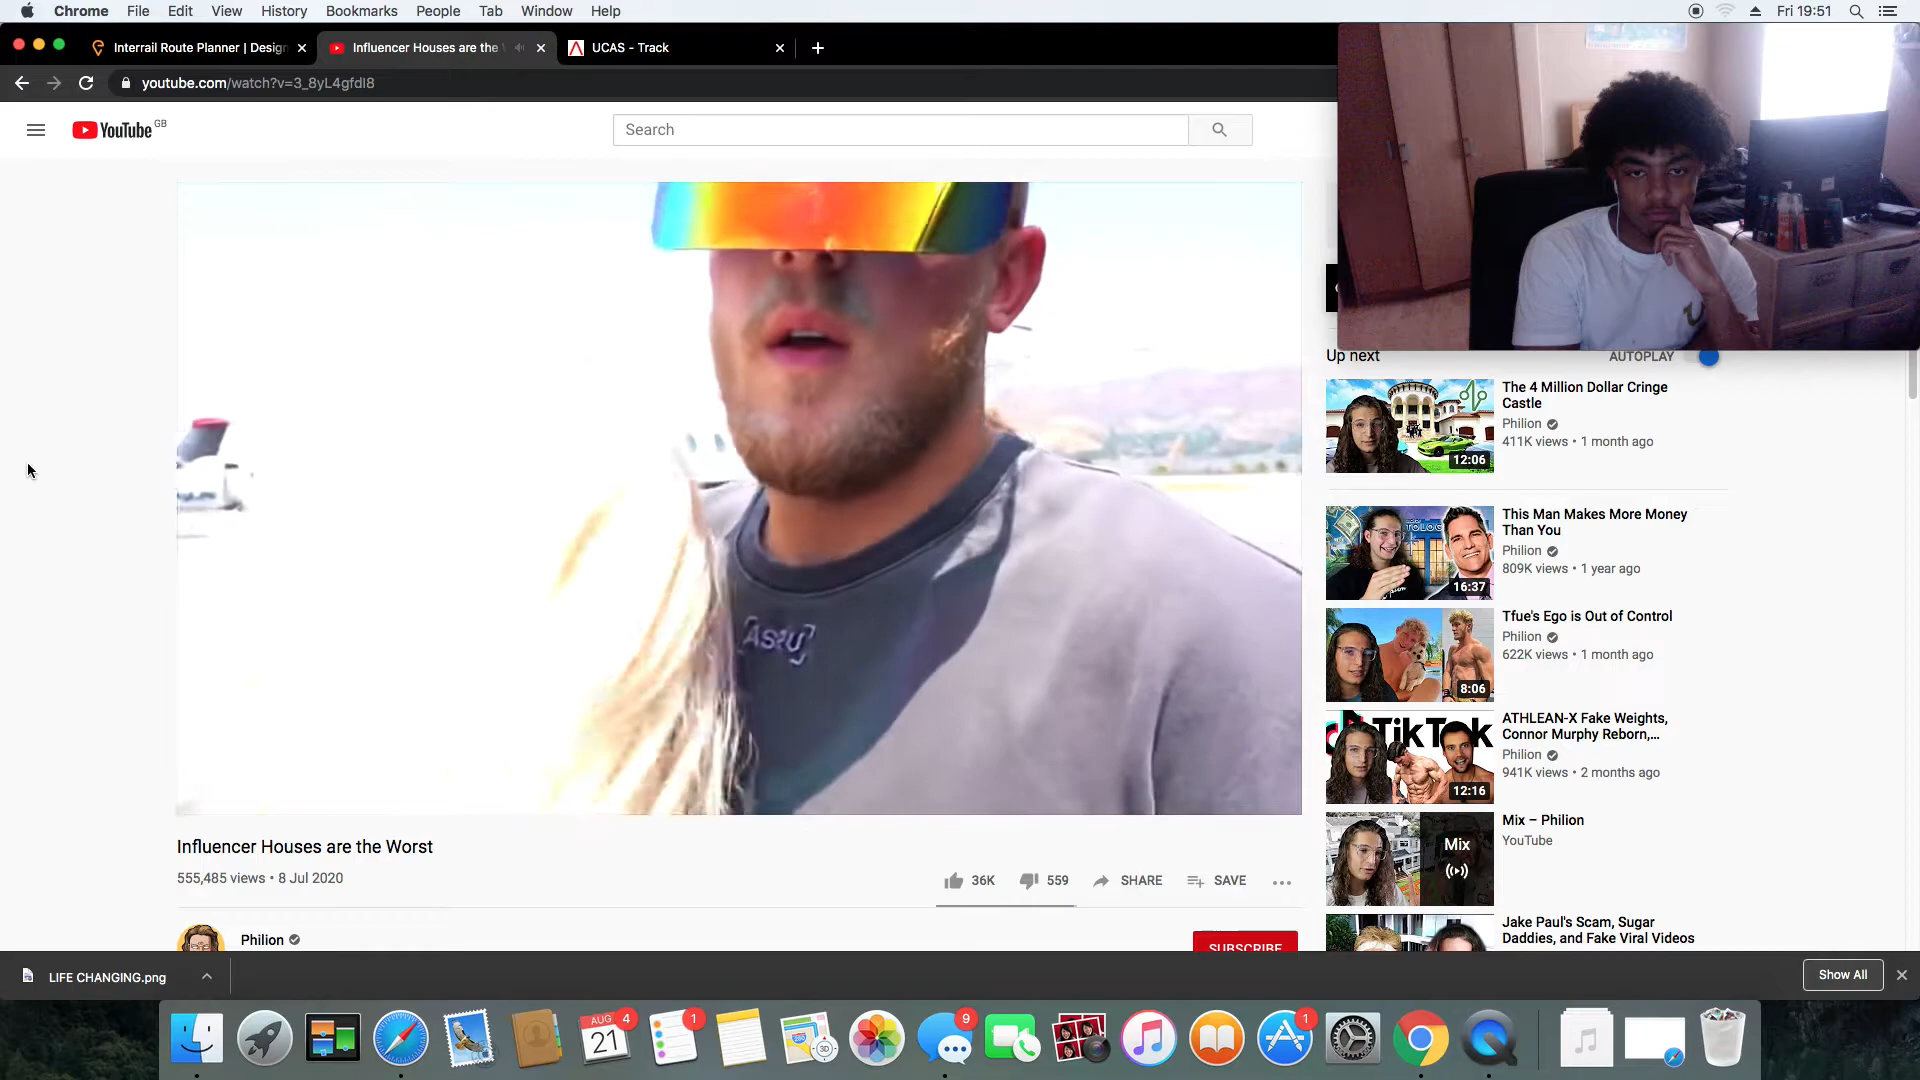 Chrome File Edit View History Bookmarks People Tab Window Help Fri 19:51
Interrail Route Planner | Design Influencer Houses are the UCAS - Track
youtube.com/watch?v=3_8yL4gfdI8
YouTube GB Search
Up next AUTOPLAY
The 4 Million Dollar Cringe
Castle
Philion
411K views • 1 month ago
12:06
This Man Makes More Money
Than You
Philion
809K views • 1 year ago
16:37
Tfue's Ego is Out of Control
Philion
622K views • 1 month ago
8:06
ATHLEAN-X Fake Weights,
Connor Murphy Reborn,...
Philion
941K views • 2 months ago
TikTok
12:16
Mix – Philion
YouTube
Mix
Jake Paul's Scam, Sugar
Daddies, and Fake Viral Videos
Influencer Houses are the Worst
555,485 views • 8 Jul 2020
36K 559 SHARE SAVE
Philion
SUBSCRIBE
LIFE CHANGING.png Show All
AUG 4
21
1
3D
9
1